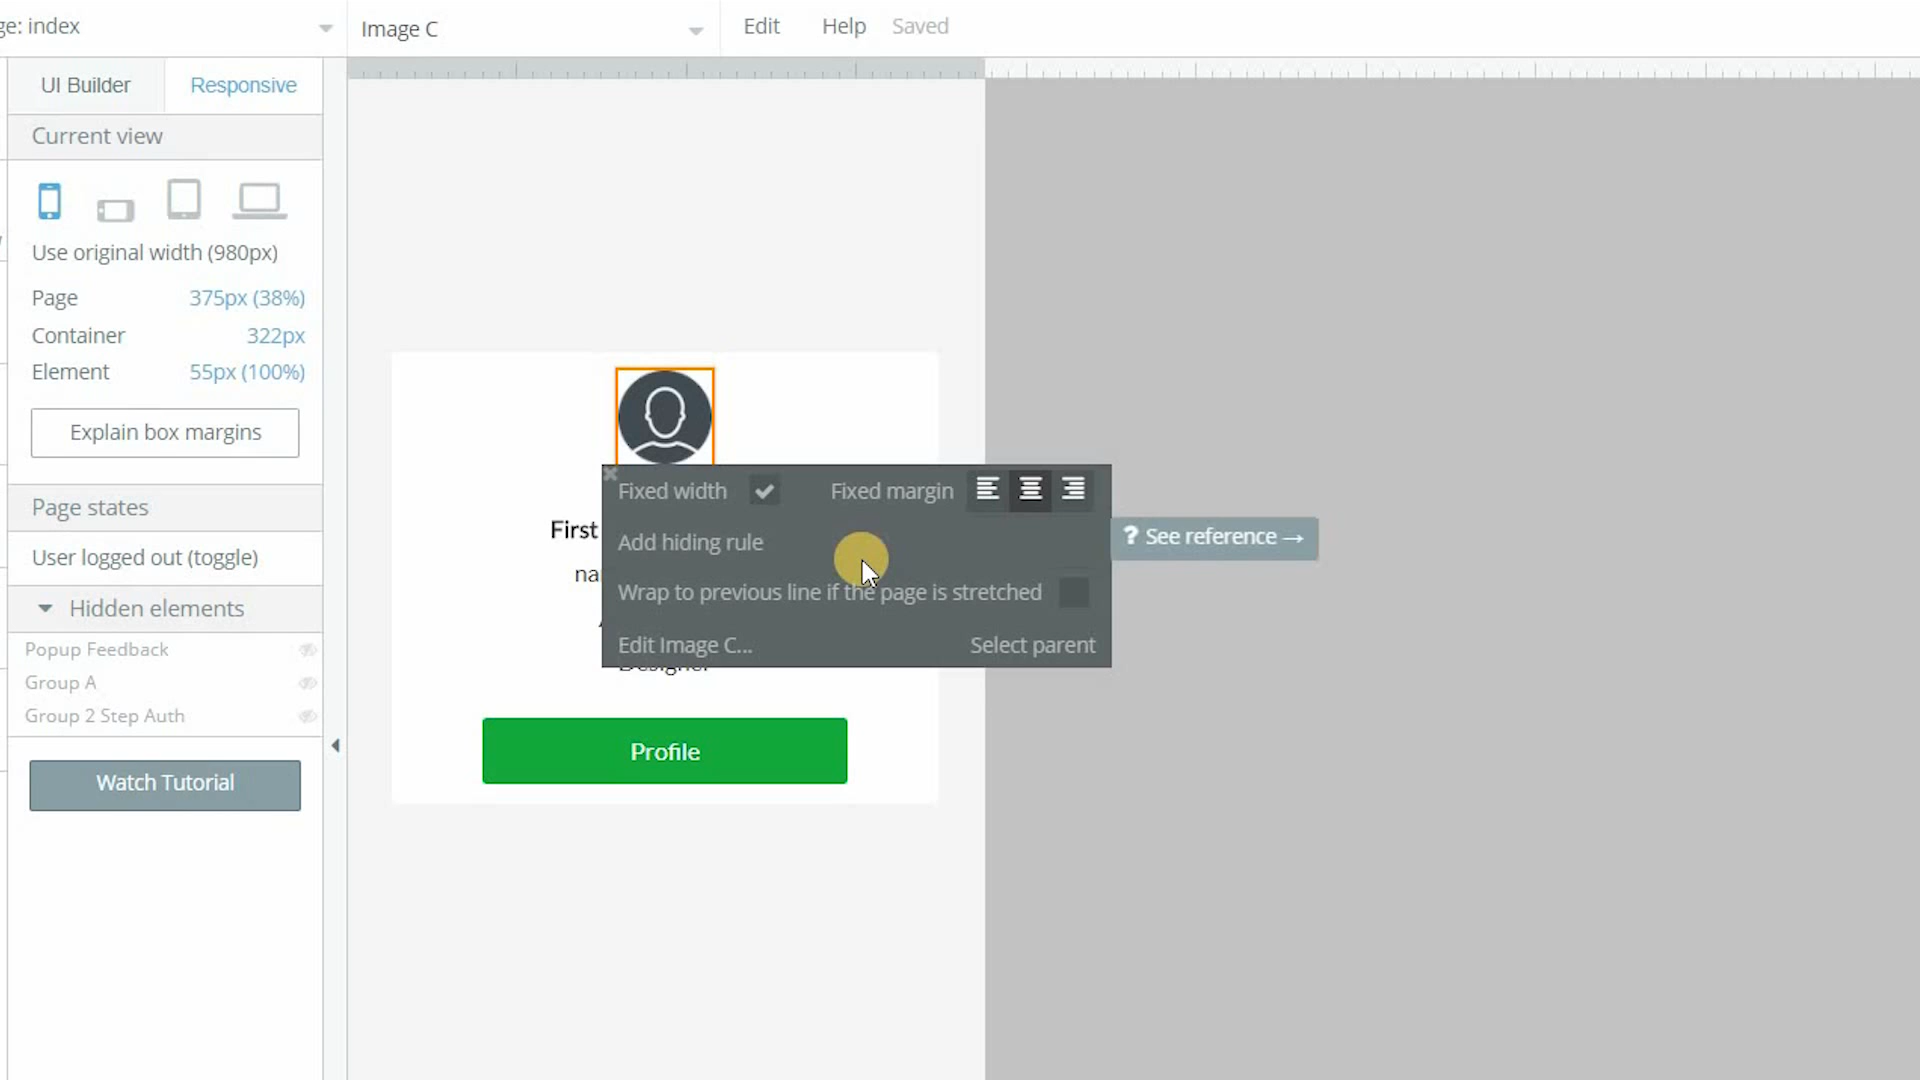 ge: index
Image C
Edit
Help
Saved
UI Builder
Responsive
Current view
Use original width (980px)
Page 375px (38%)
Container 322px
Element 55px (100%)
Explain box margins
Page states
User logged out (toggle)
Hidden elements
Popup Feedback
Group A
Group 2 Step Auth
Watch Tutorial
Fixed width
Fixed margin
First
na
Add hiding rule
? See reference →
Wrap to previous line if the page is stretched
Edit Image C...
Select parent
Designer
Profile